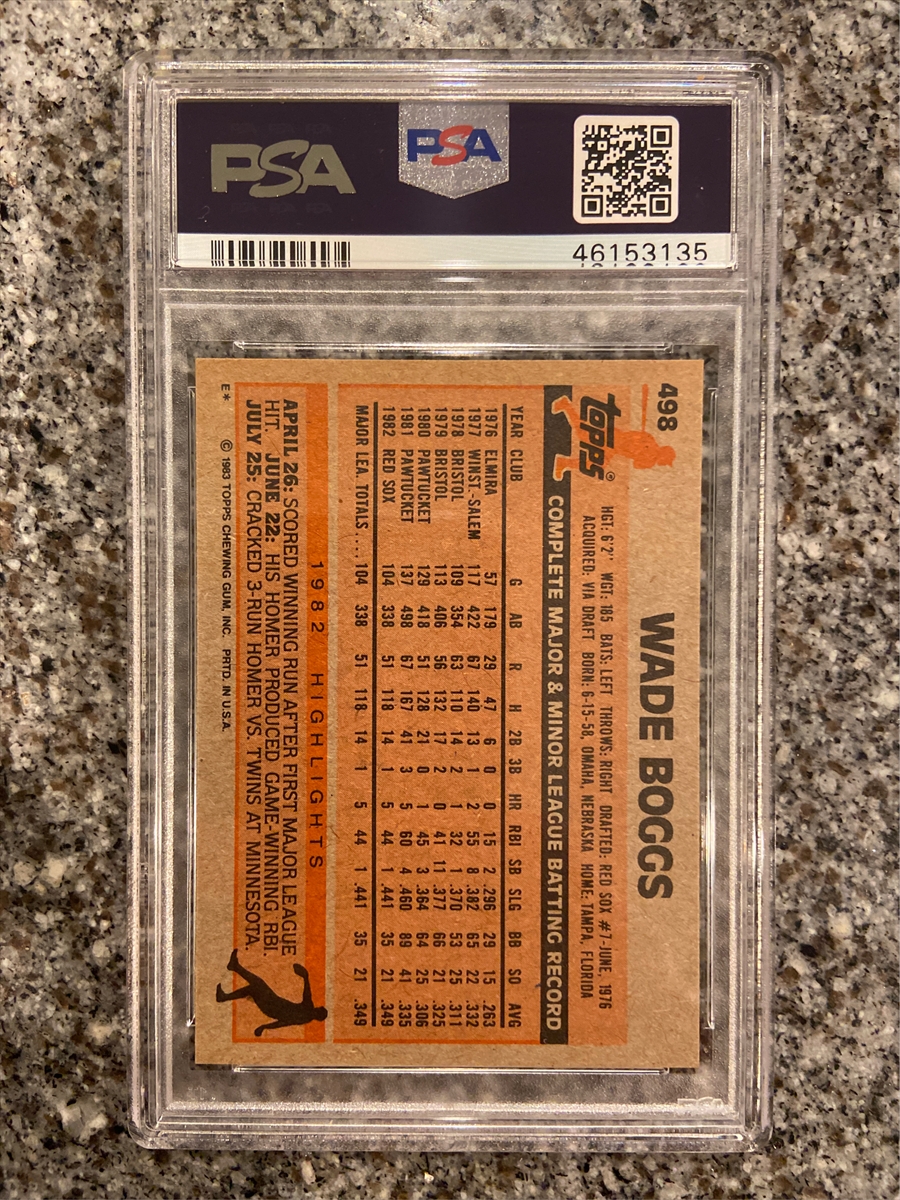 PSA
PSA
46153135
498
topps®
WADE BOGGS
HGT: 6'2" WGT: 185 BATS: LEFT THROWS: RIGHT DRAFTED: RED SOX #7-JUNE, 1976
ACQUIRED: VIA DRAFT BORN: 6-15-58, OMAHA, NEBRASKA HOME: TAMPA, FLORIDA
COMPLETE MAJOR & MINOR LEAGUE BATTING RECORD
YEAR CLUB G AB R H 2B 3B HR RBI SB SLG BB SO AVG
1976 ELMIRA 57 179 29 47 6 0 0 15 2 .296 29 15 .263
1977 WINST.-SALEM 117 422 67 140 13 1 2 55 8 .382 65 22 .332
1978 BRISTOL 109 354 63 110 14 2 1 32 1 .370 53 25 .311
1979 BRISTOL 113 406 56 132 17 2 0 41 11 .377 66 21 .325
1980 PAWTUCKET 129 418 51 128 21 0 1 45 3 .364 64 25 .306
1981 PAWTUCKET 137 498 67 167 41 3 5 60 4 .460 89 41 .335
1982 RED SOX 104 338 51 118 14 1 5 44 1 .441 35 21 .349
MAJOR LEA. TOTALS.... 104 338 51 118 14 1 5 44 1 .441 35 21 .349
1982 HIGHLIGHTS
APRIL 26: SCORED WINNING RUN AFTER FIRST MAJOR LEAGUE
HIT. JUNE 22: HIS HOMER PRODUCED GAME-WINNING RBI.
JULY 25: CRACKED 3-RUN HOMER VS. TWINS AT MINNESOTA.
E* © 1983 TOPPS CHEWING GUM, INC. PRTD. IN U.S.A.